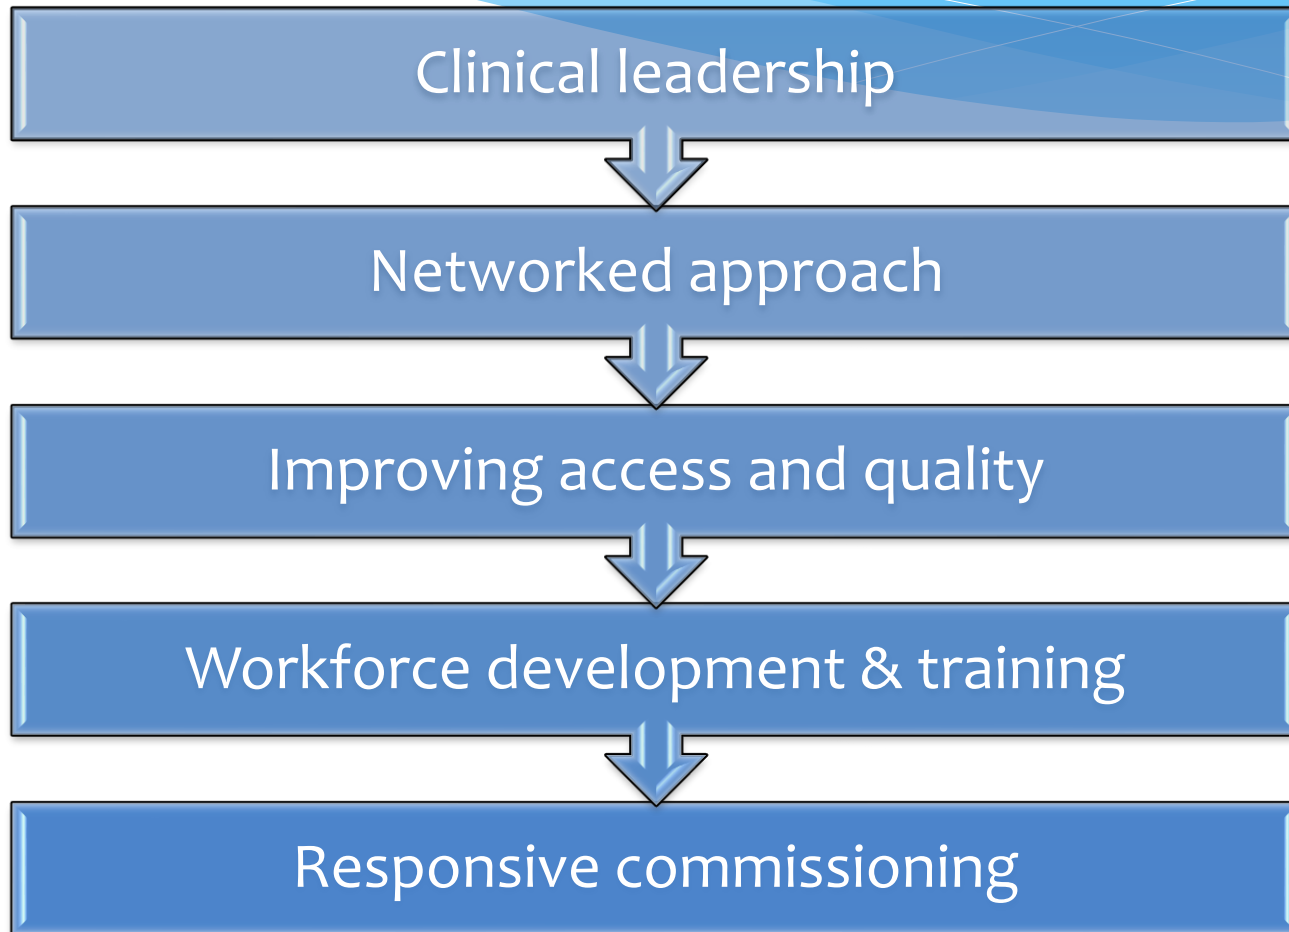 Clinical leadership
Networked approach
Improving access and quality
Workforce development & training
Responsive commissioning